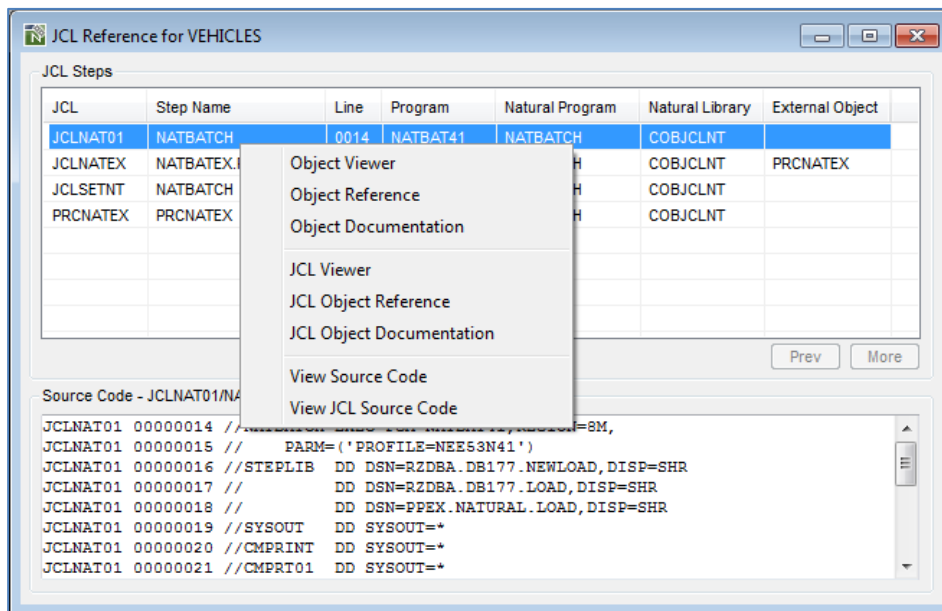 JCL Reference for VEHICLES
JCL Steps
JCL Step Name Line Program Natural Program Natural Library External Object
JCLNAT01 NATBATCH 0014 NATBAT41 NATBATCH COBJCLNT
JCLNATEX NATBATEX. H COBJCLNT PRCNATEX
JCLSETNT NATBATCH H COBJCLNT
PRCNATEX PRCNATEX H COBJCLNT
Object Viewer
Object Reference
Object Documentation
JCL Viewer
JCL Object Reference
JCL Object Documentation
View Source Code
View JCL Source Code
Prev More
Source Code - JCLNAT01/NA
JCLNAT01 00000014 // =8M,
JCLNAT01 00000015 // PARM=('PROFILE=NEE53N41')
JCLNAT01 00000016 //STEPLIB DD DSN=RZDBA.DB177.NEWLOAD,DISP=SHR
JCLNAT01 00000017 // DD DSN=RZDBA.DB177.LOAD,DISP=SHR
JCLNAT01 00000018 // DD DSN=PPEX.NATURAL.LOAD,DISP=SHR
JCLNAT01 00000019 //SYSOUT DD SYSOUT=*
JCLNAT01 00000020 //CMPRINT DD SYSOUT=*
JCLNAT01 00000021 //CMPRT01 DD SYSOUT=*